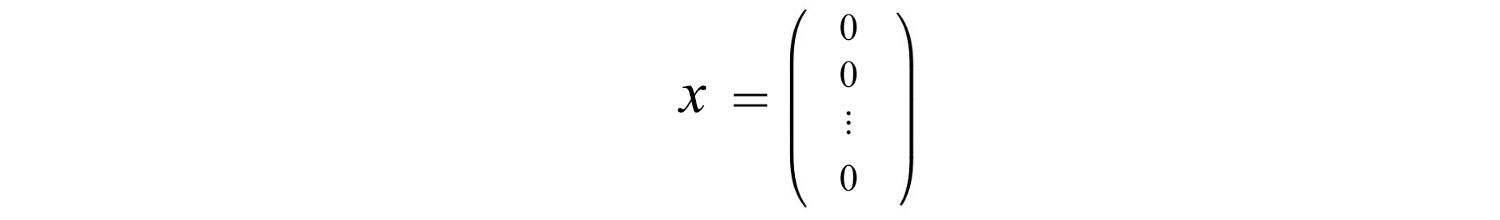 0
0
x = ( ⋮ )
0